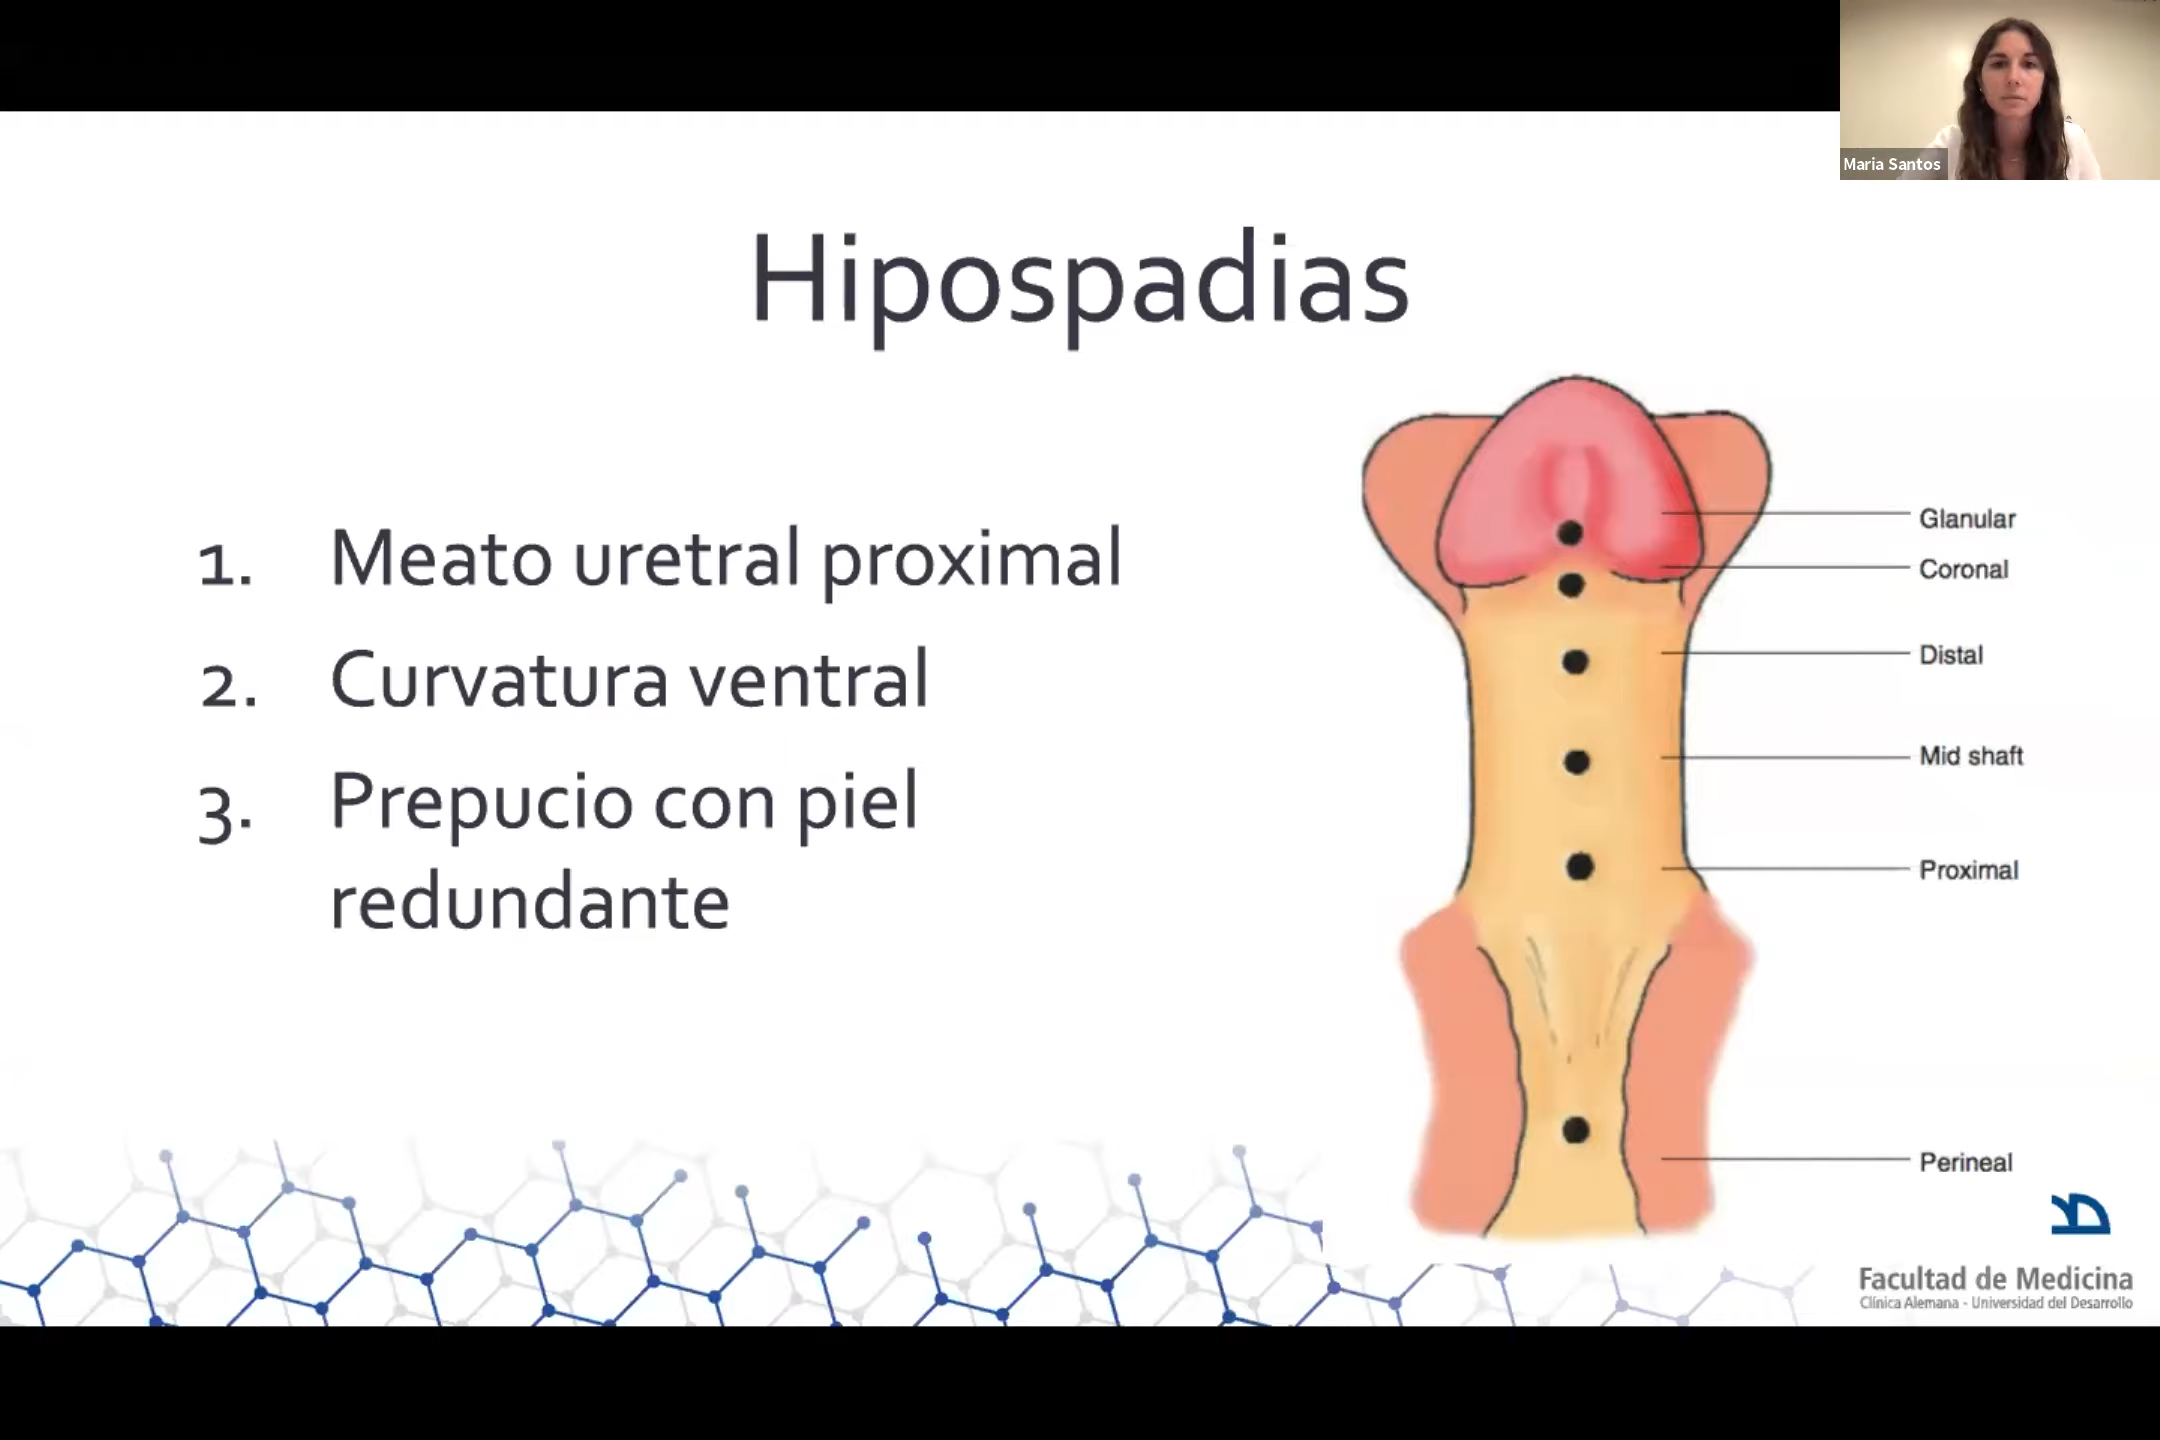 Maria Santos
Hipospadias
1. Meato uretral proximal
2. Curvatura ventral
3. Prepucio con piel
redundante
Glanular
Coronal
Distal
Mid shaft
Proximal
Perineal
Facultad de Medicina
Clínica Alemana - Universidad del Desarrollo